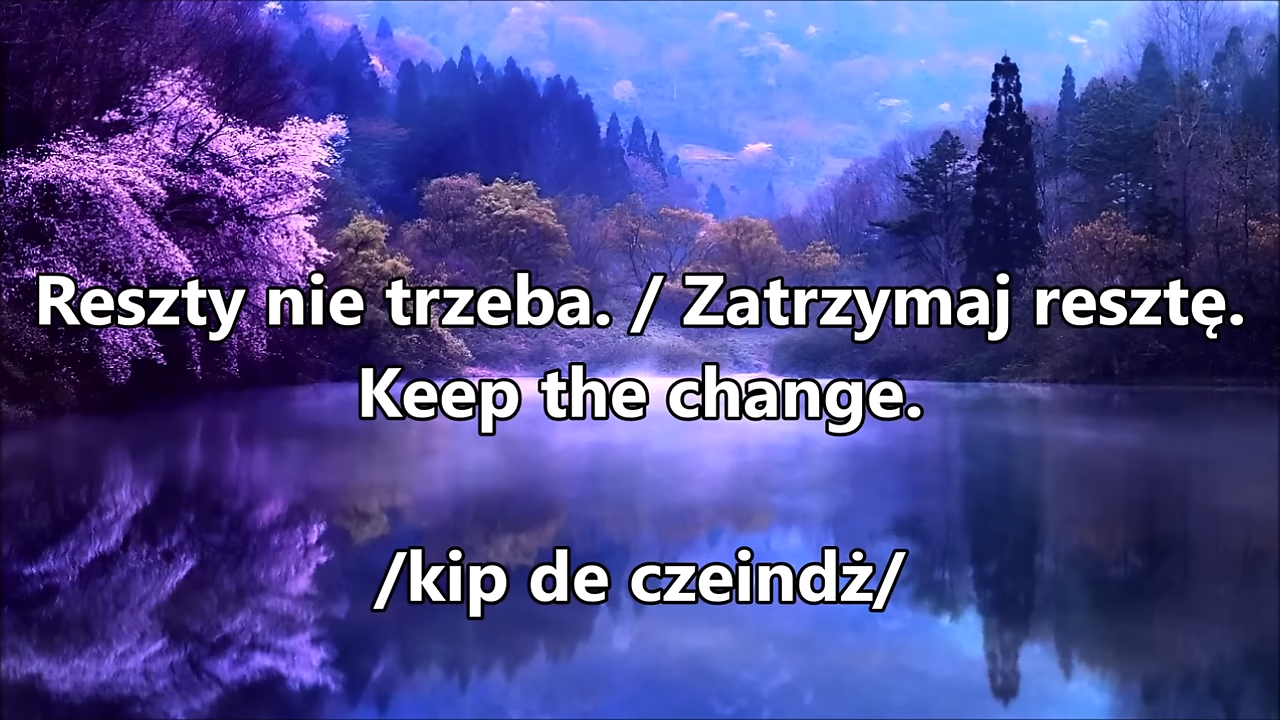 Reszty nie trzeba. / Zatrzymaj resztę.
Keep the change.
/kip de czeindż/